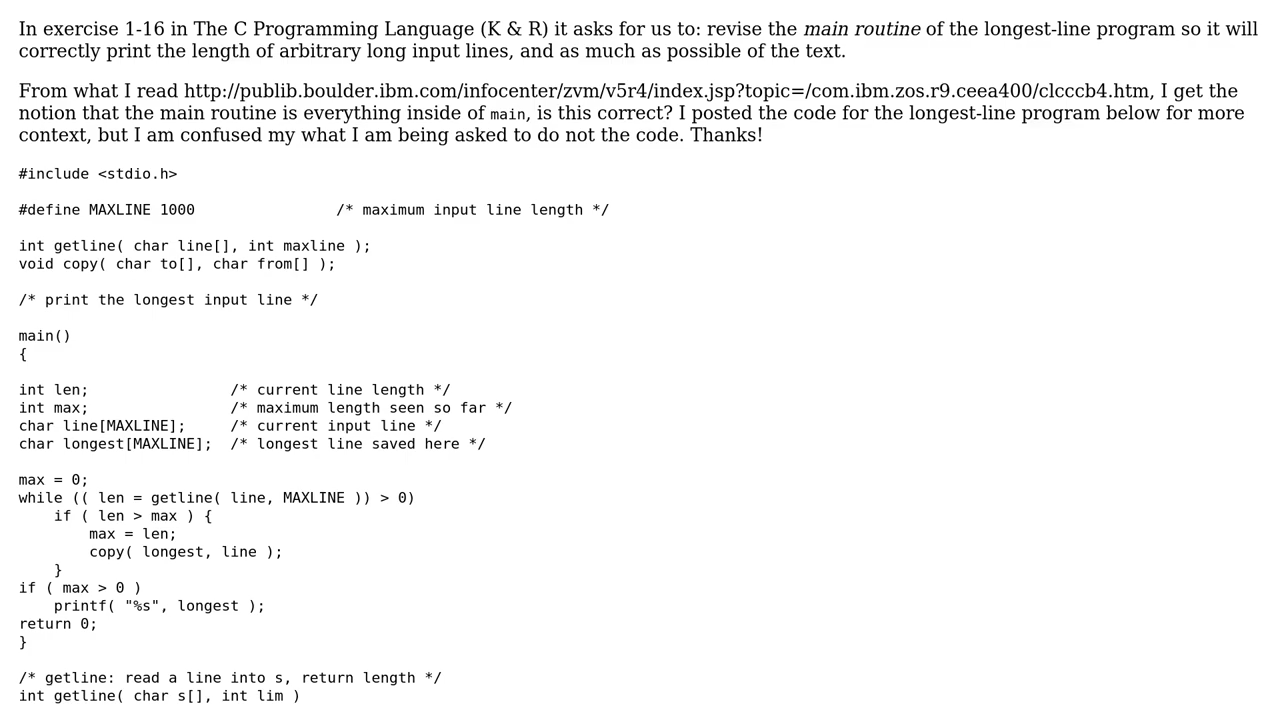 In exercise 1-16 in The C Programming Language (K & R) it asks for us to: revise the main routine of the longest-line program so it will
correctly print the length of arbitrary long input lines, and as much as possible of the text.
From what I read http://publib.boulder.ibm.com/infocenter/zvm/v5r4/index.jsp?topic=/com.ibm.zos.r9.ceea400/clcccb4.htm, I get the
notion that the main routine is everything inside of main, is this correct? I posted the code for the longest-line program below for more
context, but I am confused my what I am being asked to do not the code. Thanks!
#include <stdio.h>
#define MAXLINE 1000                /* maximum input line length */
int getline( char line[], int maxline );
void copy( char to[], char from[] );
/* print the longest input line */
main()
{
int len;                /* current line length */
int max;                /* maximum length seen so far */
char line[MAXLINE];     /* current input line */
char longest[MAXLINE];  /* longest line saved here */
max = 0;
while (( len = getline( line, MAXLINE )) > 0)
    if ( len > max ) {
        max = len;
        copy( longest, line );
    }
if ( max > 0 )
    printf( "%s", longest );
return 0;
}
/* getline: read a line into s, return length */
int getline( char s[], int lim )